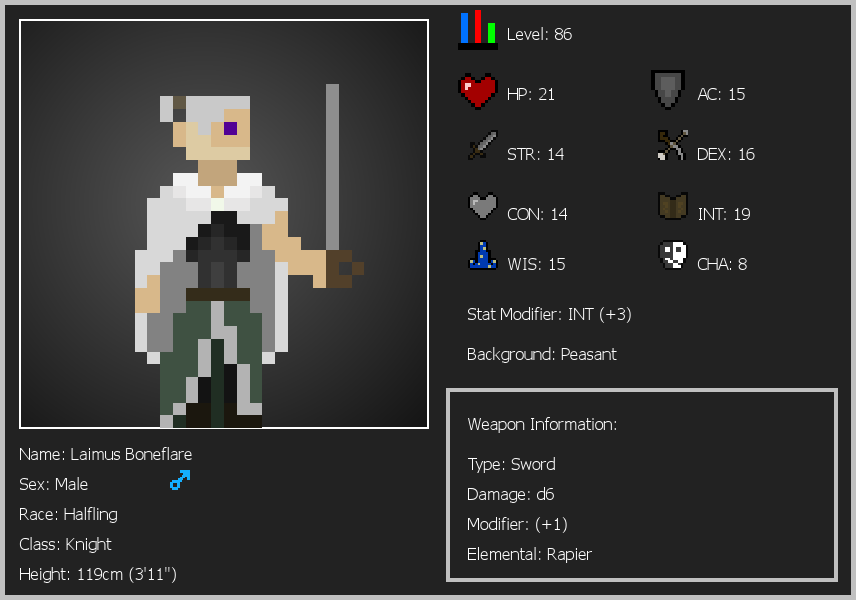 Level: 86
HP: 21
AC: 15
STR: 14
DEX: 16
CON: 14
INT: 19
WIS: 15
CHA: 8
Stat Modifier: INT (+3)
Background: Peasant
Weapon Information:
Type: Sword
Damage: d6
Modifier: (+1)
Elemental: Rapier
Name: Laimus Boneflare
Sex: Male
Race: Halfling
Class: Knight
Height: 119cm (3'11")